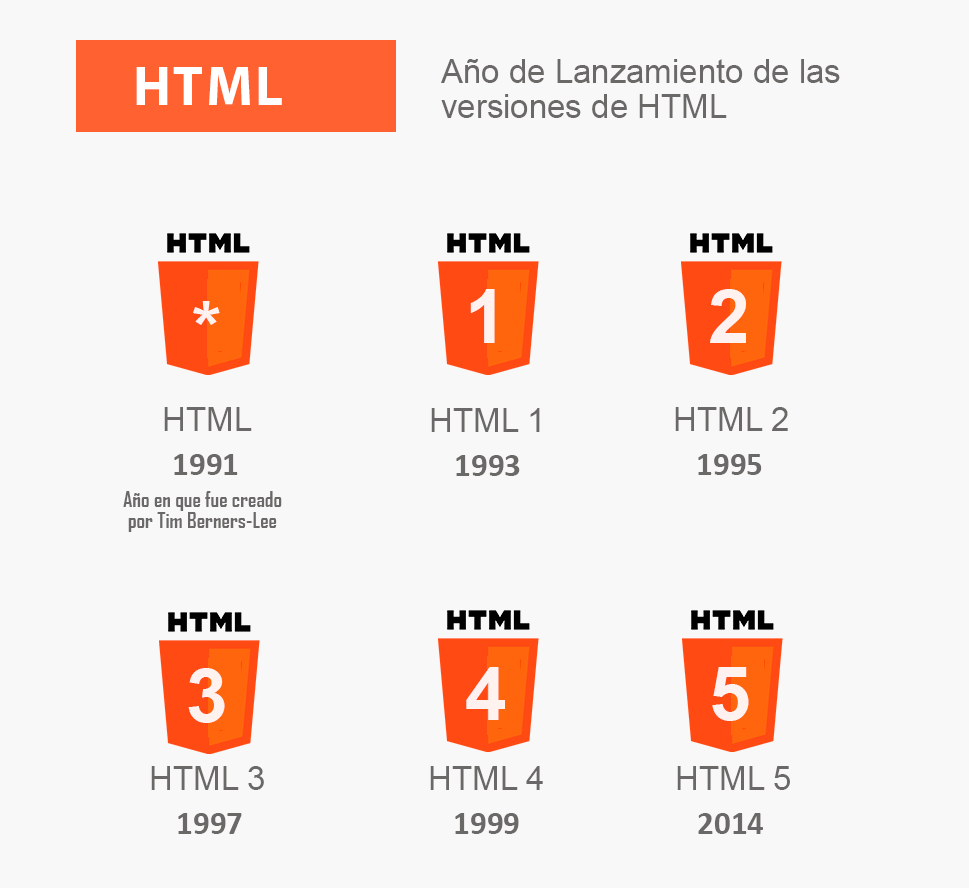 HTML
Año de Lanzamiento de las
versiones de HTML
HTML
*
HTML
1991
Año en que fue creado
por Tim Berners-Lee
HTML
1
HTML 1
1993
HTML
2
HTML 2
1995
HTML
3
HTML 3
1997
HTML
4
HTML 4
1999
HTML
5
HTML 5
2014